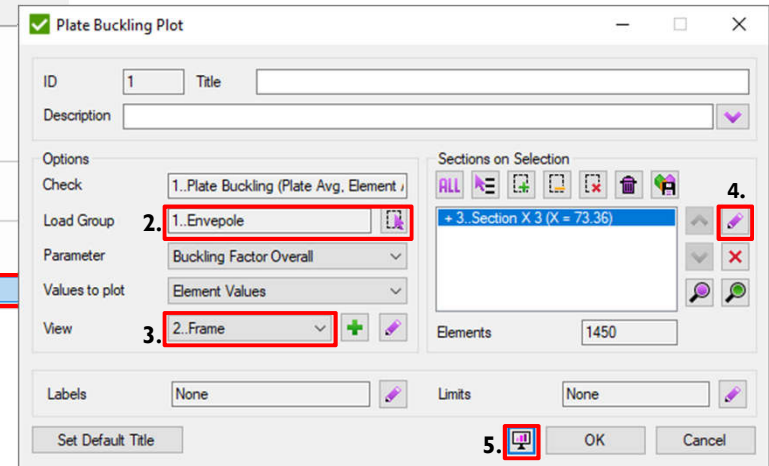 Plate Buckling Plot
ID 1 Title
Description
Options
Check 1..Plate Buckling (Plate Avg, Element
Load Group 2. 1..Envepole
Parameter Buckling Factor Overall
Values to plot Element Values
View 3. 2..Frame
Sections on Selection
ALL
4.
+ 3..Section X 3 (X = 73.36)
Elements 1450
Labels None
Limits None
Set Default Title 5. OK Cancel